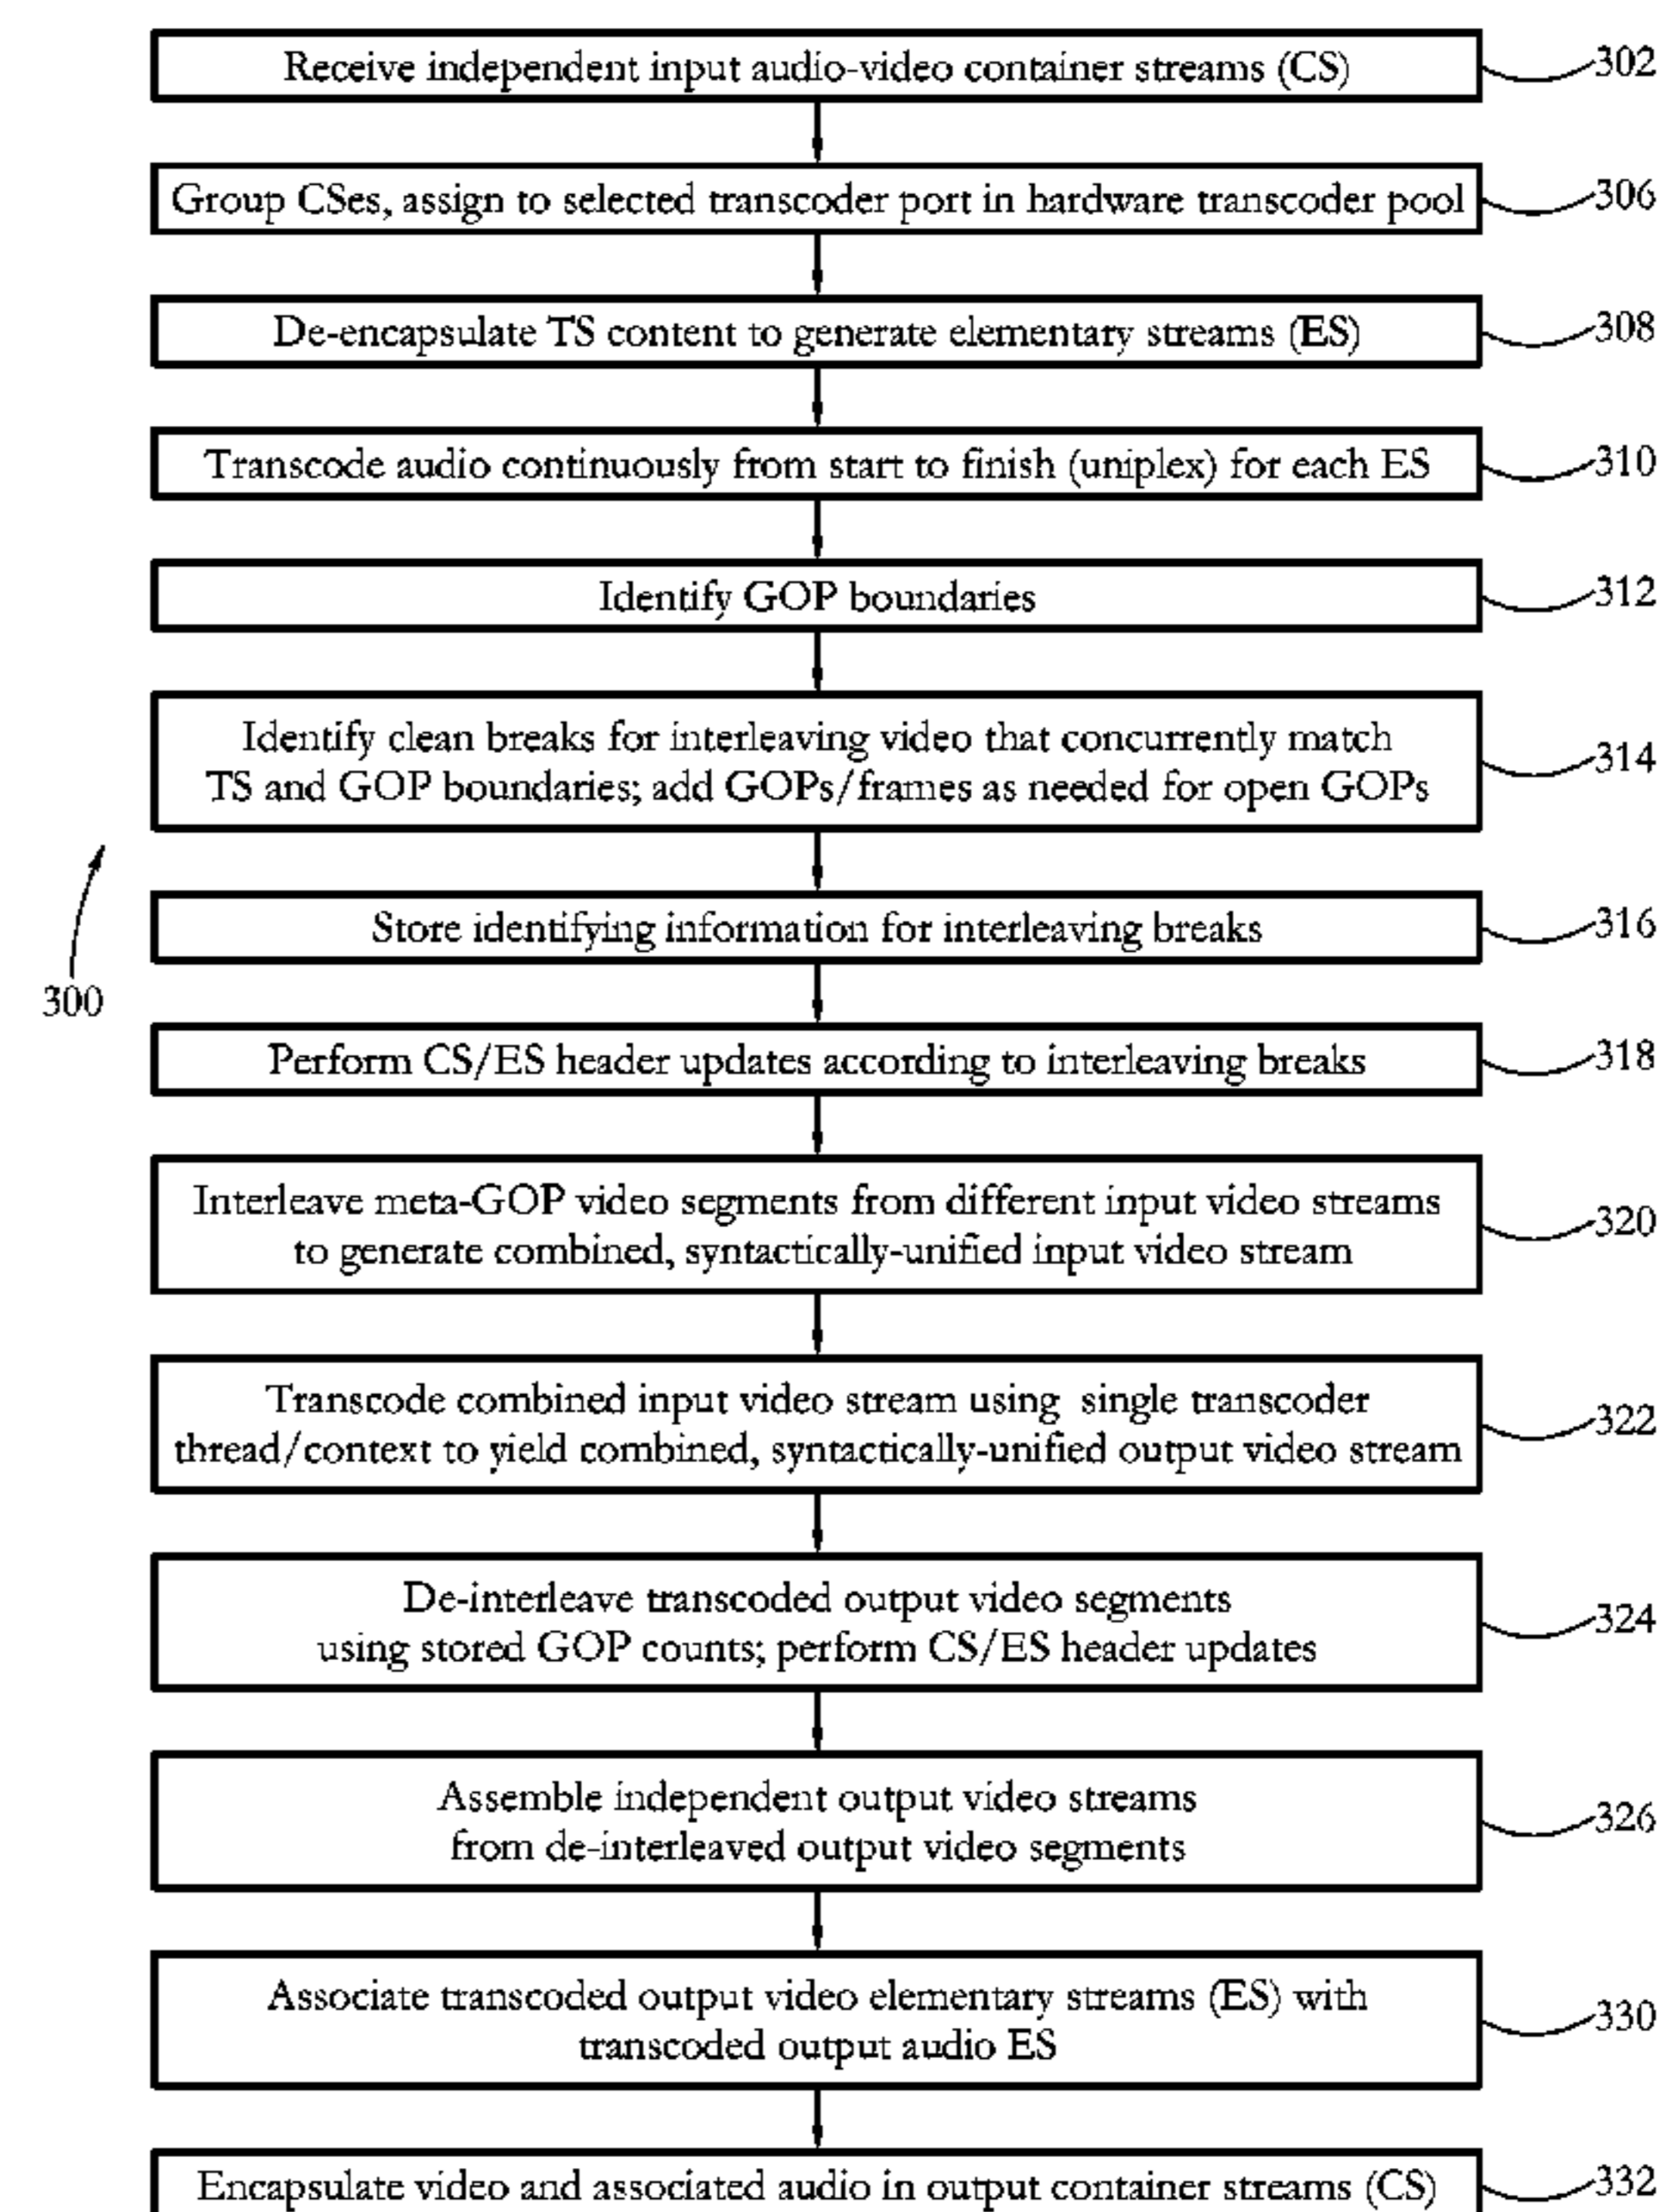 Receive independent input audio-video container streams (CS)
302
Group CSes, assign to selected transcoder port in hardware transcoder pool
306
De-encapsulate TS content to generate elementary streams (ES)
308
Transcode audio continuously from start to finish (uniplex) for each ES
310
Identify GOP boundaries
312
Identify clean breaks for interleaving video that concurrently match
TS and GOP boundaries; add GOPs/frames as needed for open GOPs
314
Store identifying information for interleaving breaks
316
300
Perform CS/ES header updates according to interleaving breaks
318
Interleave meta-GOP video segments from different input video streams
to generate combined, syntactically-unified input video stream
320
Transcode combined input video stream using single transcoder
thread/context to yield combined, syntactically-unified output video stream
322
De-interleave transcoded output video segments
using stored GOP counts; perform CS/ES header updates
324
Assemble independent output video streams
from de-interleaved output video segments
326
Associate transcoded output video elementary streams (ES) with
transcoded output audio ES
330
Encapsulate video and associated audio in output container streams (CS)
332